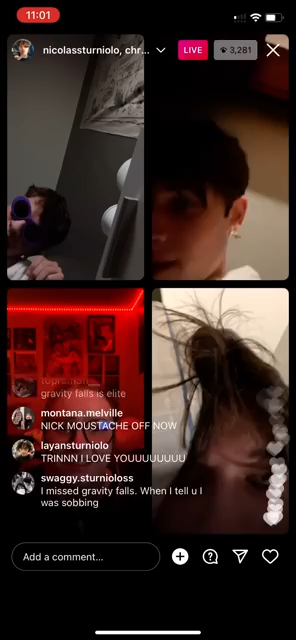 11:01
nicolassturniolo, chr...
LIVE
3,281
gravity falls is elite
montana.melville
NICK MOUSTACHE OFF NOW
layansturniolo
TRINNN I LOVE YOUUUUUUUU
swaggy.sturnioloss
I missed gravity falls. When I tell u I
was sobbing
Add a comment...